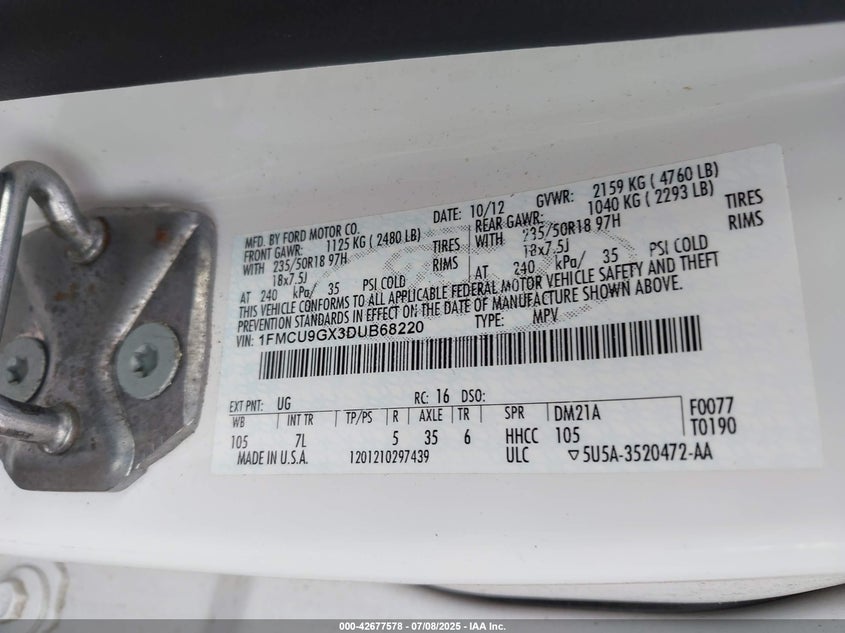 MFD. BY FORD MOTOR CO.
DATE: 10/12
GVWR: 2159 KG ( 4760 LB)
FRONT GAWR: 1125 KG ( 2480 LB)
REAR GAWR: 1040 KG ( 2293 LB)
WITH 235/50R18 97H TIRES
WITH 235/50R18 97H TIRES
18x7.5J RIMS
18x7.5J RIMS
AT 240 kPa/ 35 PSI COLD
AT 240 kPa/ 35 PSI COLD
THIS VEHICLE CONFORMS TO ALL APPLICABLE FEDERAL MOTOR VEHICLE SAFETY AND THEFT
PREVENTION STANDARDS IN EFFECT ON THE DATE OF MANUFACTURE SHOWN ABOVE.
VIN: 1FMCU9GX3DUB68220
TYPE: MPV
EXT PNT: UG RC: 16 DSO:
WB INT TR TP/PS R AXLE TR SPR DM21A F0077
105 7L 5 35 6 HHCC 105 T0190
MADE IN U.S.A. 1201210297439 ULC ▽5U5A-3520472-AA
000-42677578 - 07/08/2025 - IAA Inc.